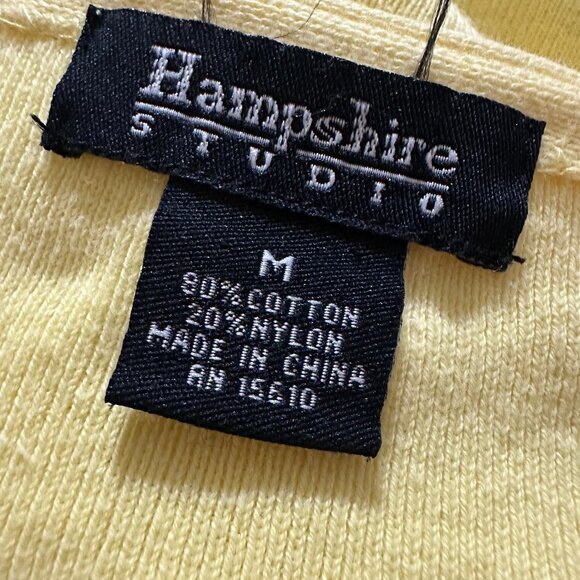 Hampshire
STUDIO
M
80% COTTON
20% NYLON
MADE IN CHINA
RN 15610